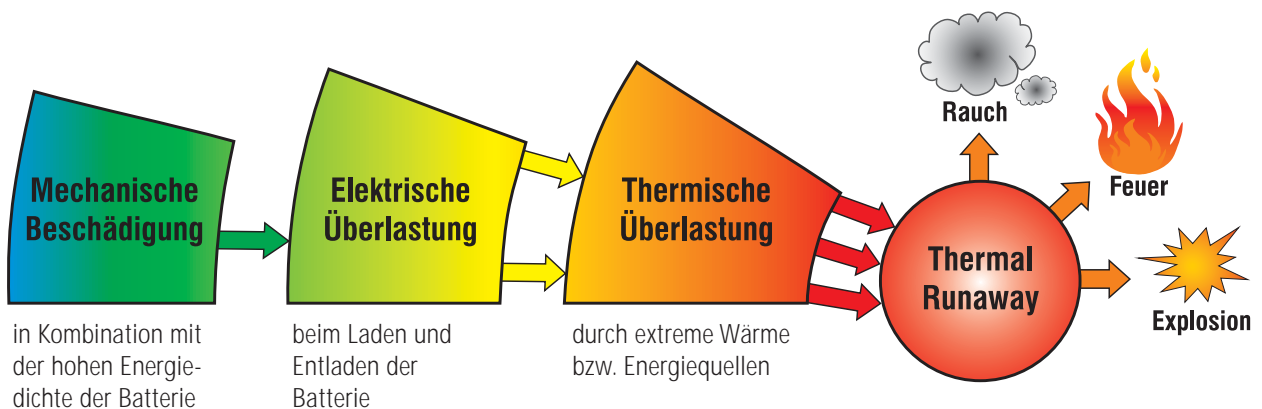 Mechanische
Beschädigung
in Kombination mit
der hohen Energie-
dichte der Batterie
Elektrische
Überlastung
beim Laden und
Entladen der
Batterie
Thermische
Überlastung
durch extreme Wärme
bzw. Energiequellen
Thermal
Runaway
Rauch
Feuer
Explosion